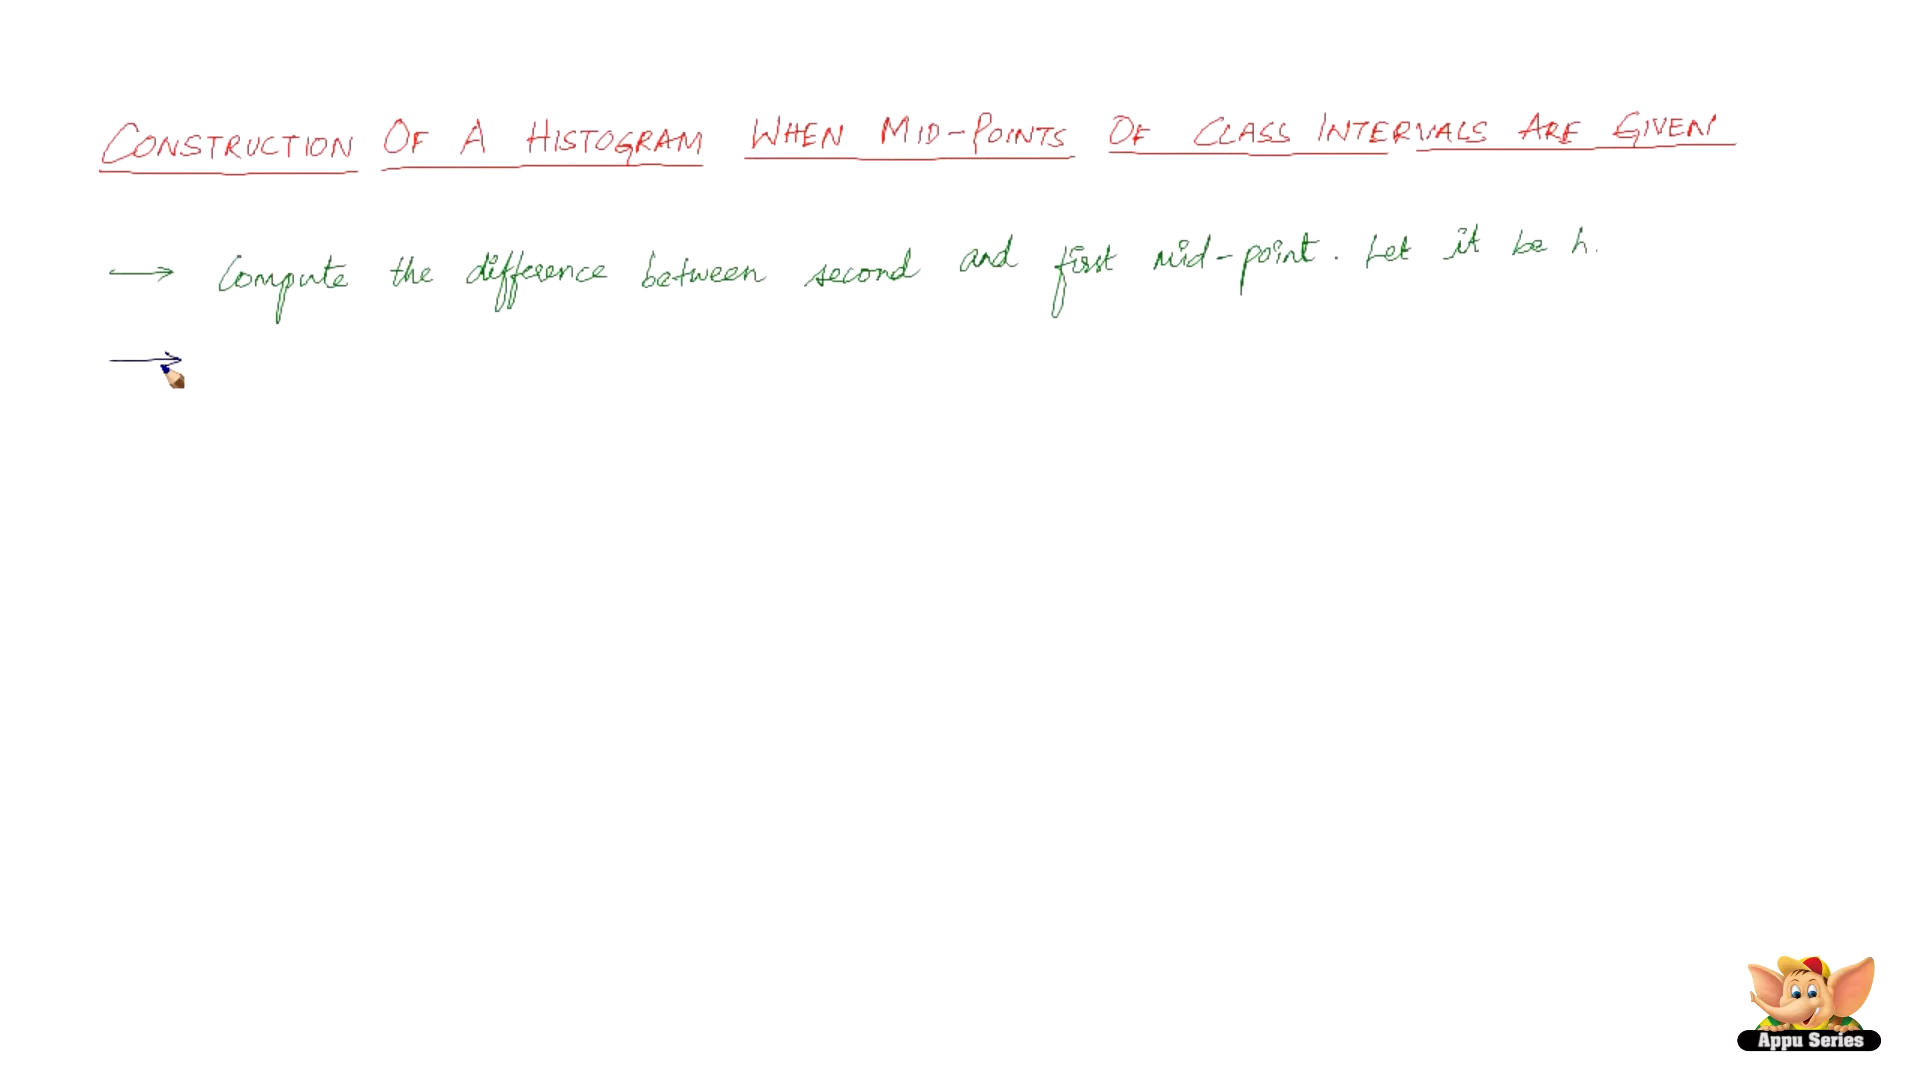 CONSTRUCTION OF A HISTOGRAM WHEN MID-POINTS OF CLASS INTERVALS ARE GIVEN
→ Compute the difference between second and first mid-point. Let it be h.
→
Appu Series